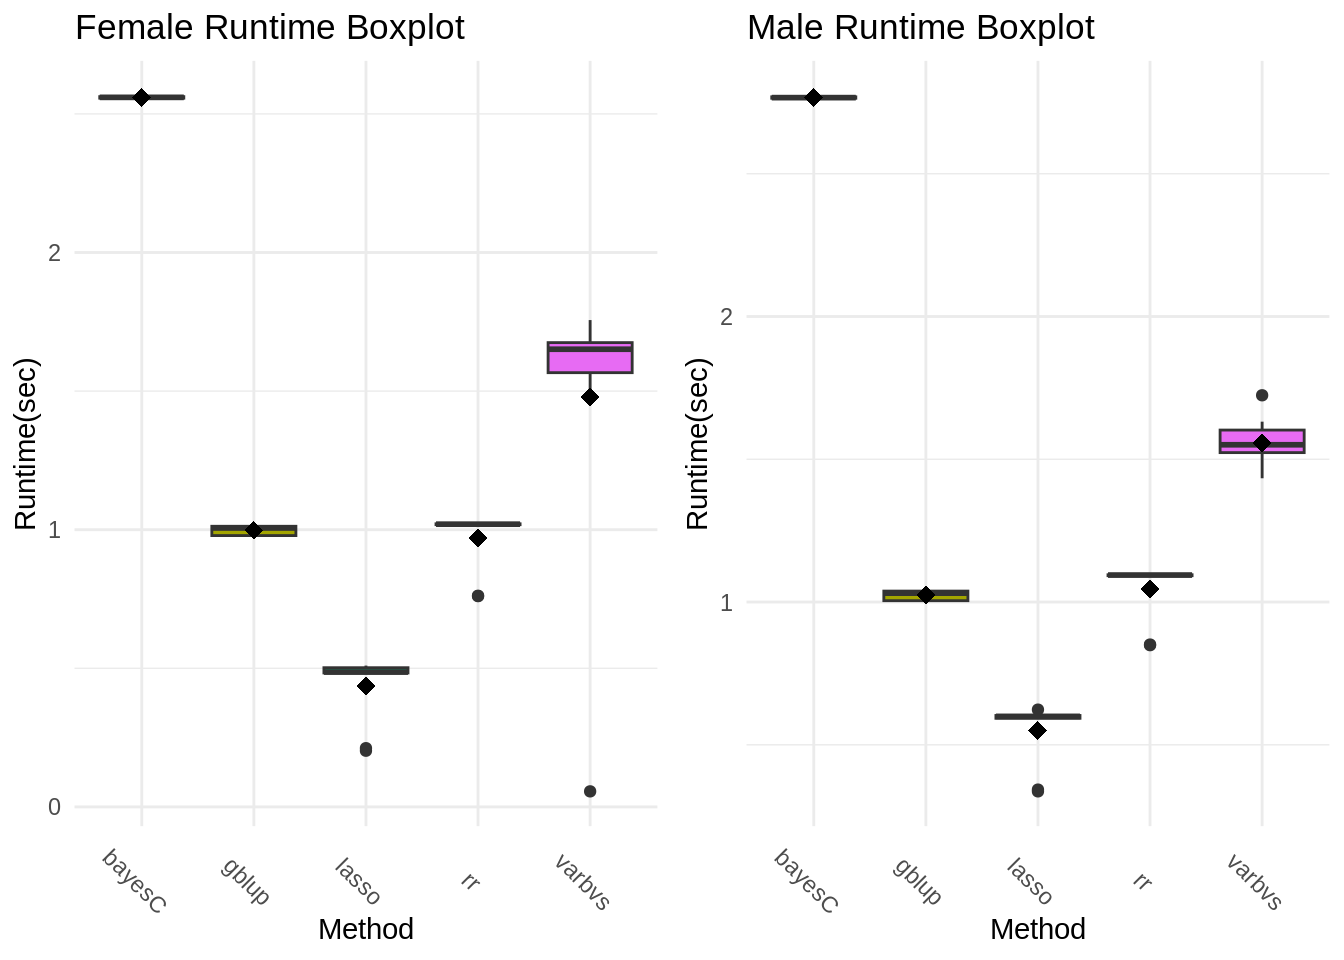 Female Runtime Boxplot
Runtime(sec)
2
1
0
bayesC
gblup
lasso
rr
varbvs
Method
Male Runtime Boxplot
Runtime(sec)
2
1
bayesC
gblup
lasso
rr
varbvs
Method